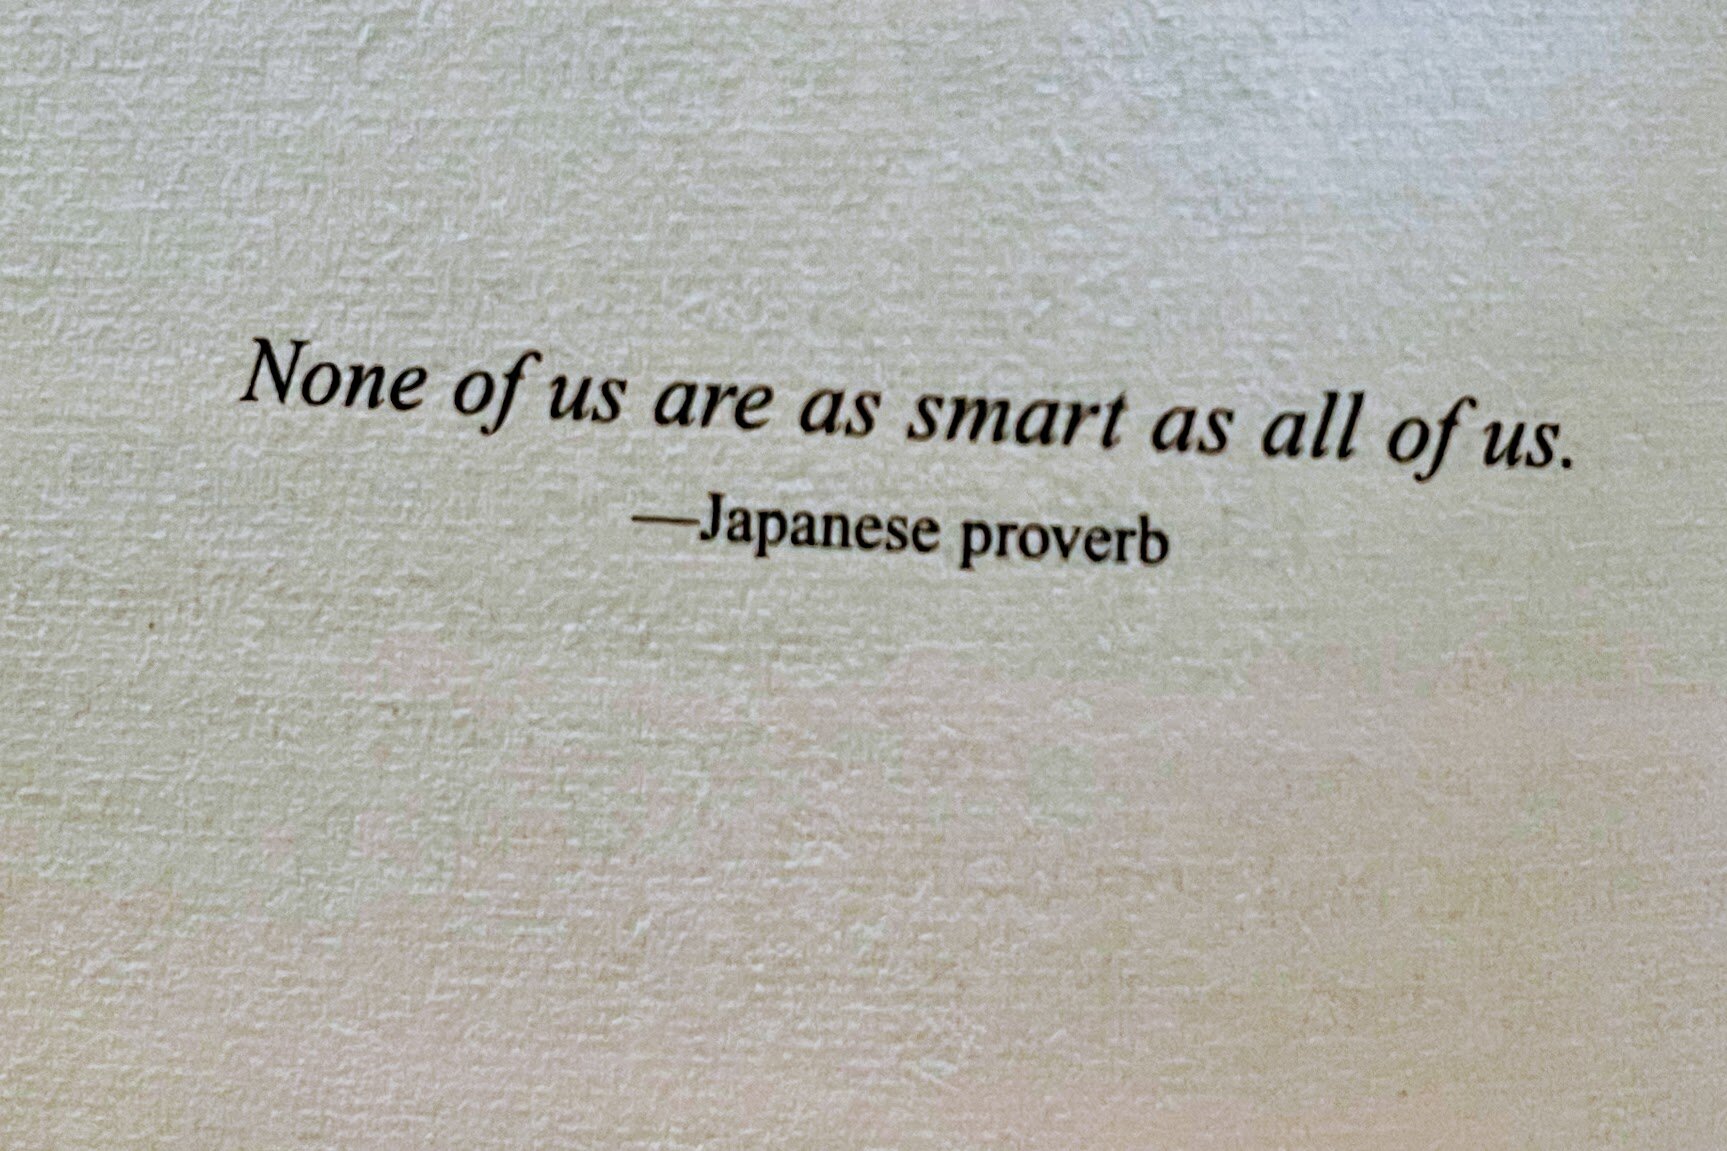 None of us are as smart as all of us.
—Japanese proverb